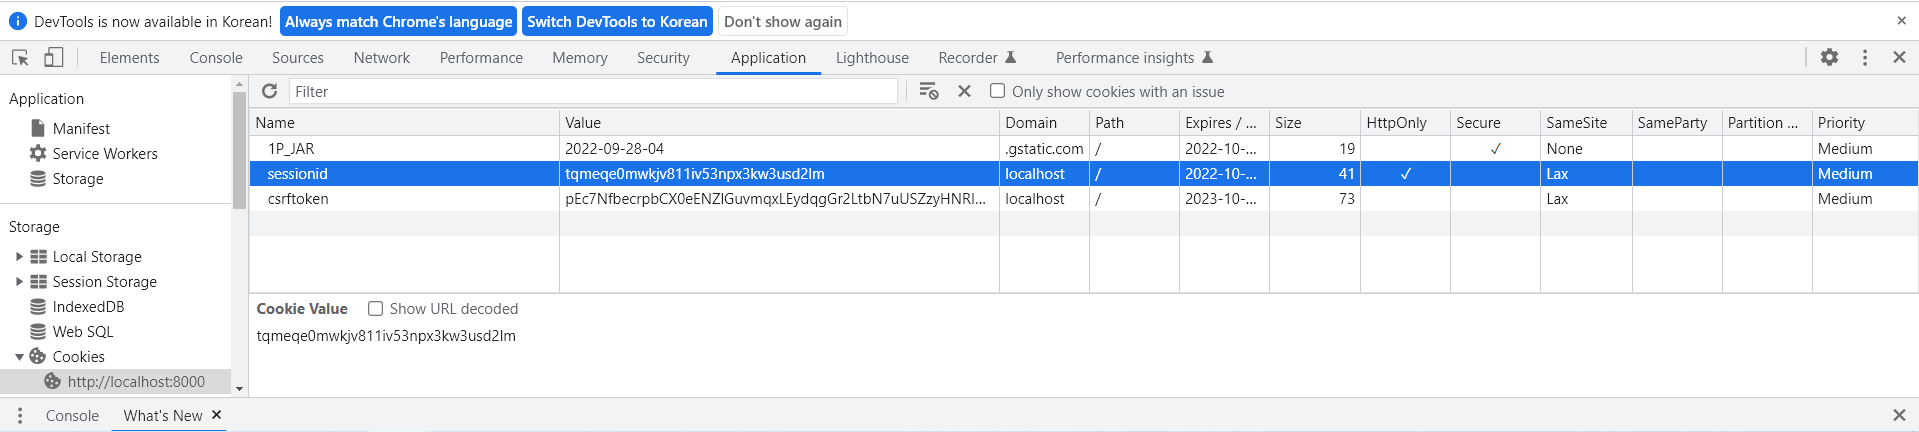 DevTools is now available in Korean! Always match Chrome's language Switch DevTools to Korean Don't show again
Elements Console Sources Network Performance Memory Security Application Lighthouse Recorder Performance insights
Application
Manifest
Service Workers
Storage
Storage
Local Storage
Session Storage
IndexedDB
Web SQL
Cookies
http://localhost:8000
Filter Only show cookies with an issue
Name Value Domain Path Expires / ... Size HttpOnly Secure SameSite SameParty Partition ... Priority
1P_JAR 2022-09-28-04 .gstatic.com / 2022-10-... 19 ✓ None Medium
sessionid tqmeqe0mwkjv811iv53npx3kw3usd2lm localhost / 2022-10-... 41 ✓ Lax Medium
csrftoken pEc7NfbecrpbCX0eENZIGuvmqxLEydqgGr2LtbN7uUSZzyHNRI... localhost / 2023-10-... 73 Lax Medium
Cookie Value Show URL decoded
tqmeqe0mwkjv811iv53npx3kw3usd2lm
Console What's New